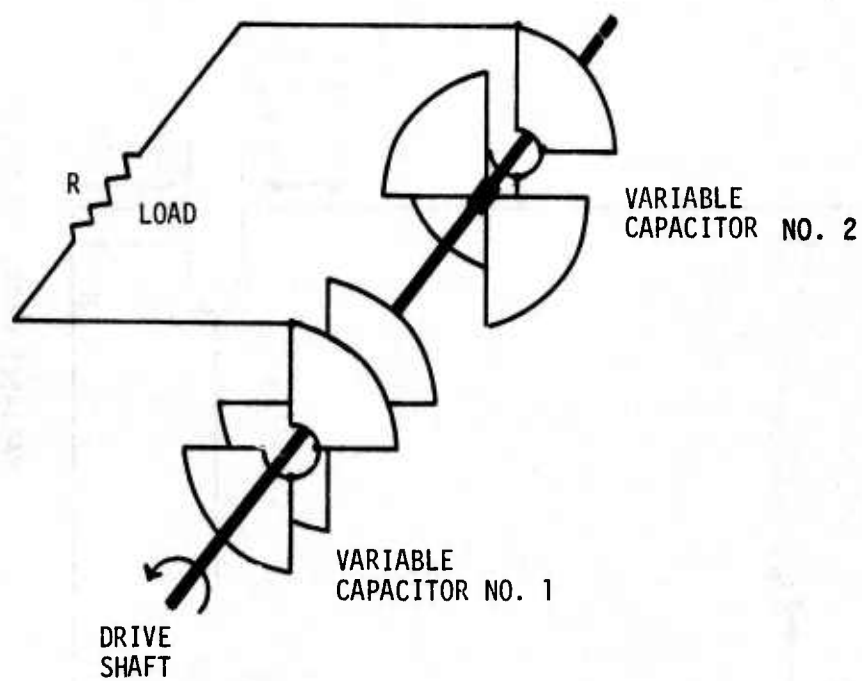 R
LOAD
VARIABLE
CAPACITOR NO. 2
VARIABLE
CAPACITOR NO. 1
DRIVE
SHAFT